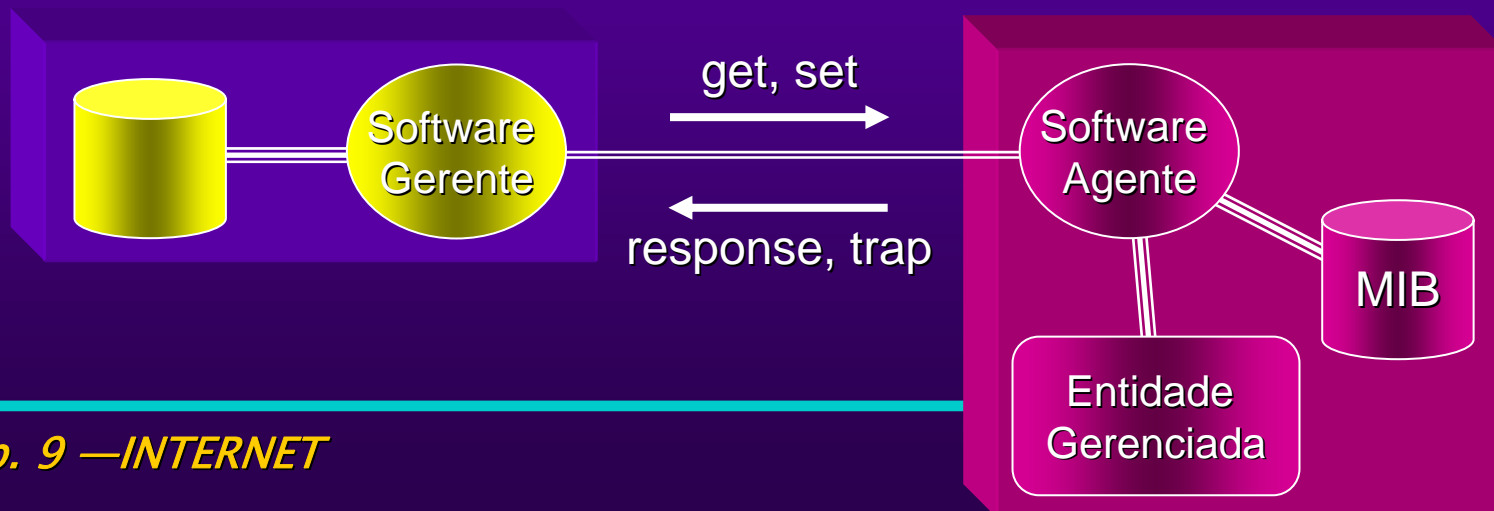 get, set
Software
Gerente
response, trap
Software
Agente
MIB
Entidade
Gerenciada
. 9 —INTERNET